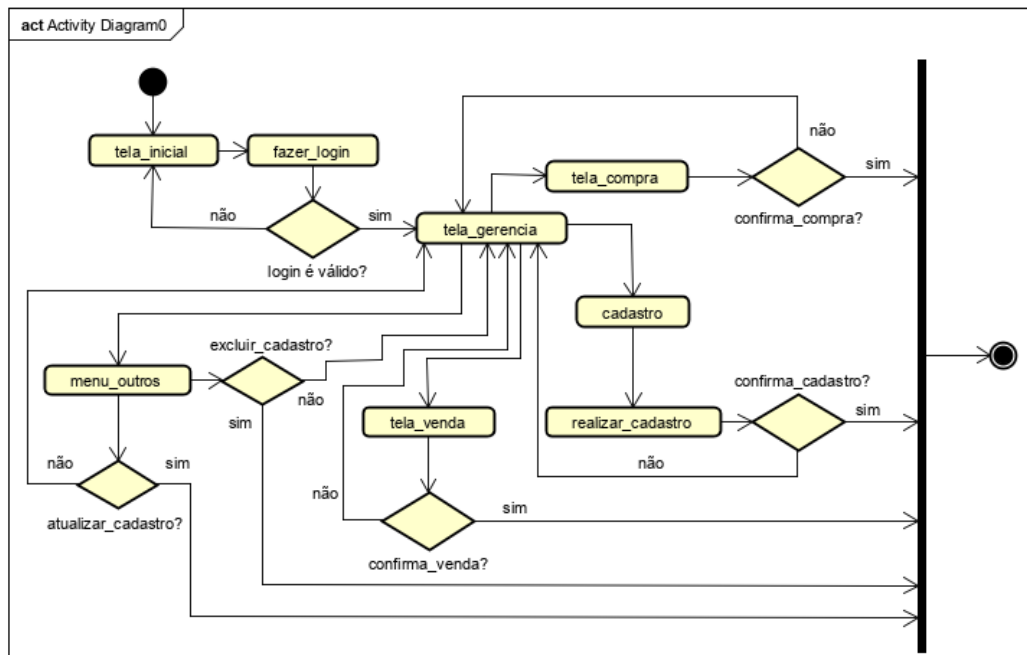 act Activity Diagram0
tela_inicial
fazer_login
não
sim
login é válido?
tela_gerencia
tela_compra
não
sim
confirma_compra?
cadastro
realizar_cadastro
confirma_cadastro?
sim
não
menu_outros
excluir_cadastro?
não
sim
tela_venda
não
sim
confirma_venda?
não
sim
atualizar_cadastro?